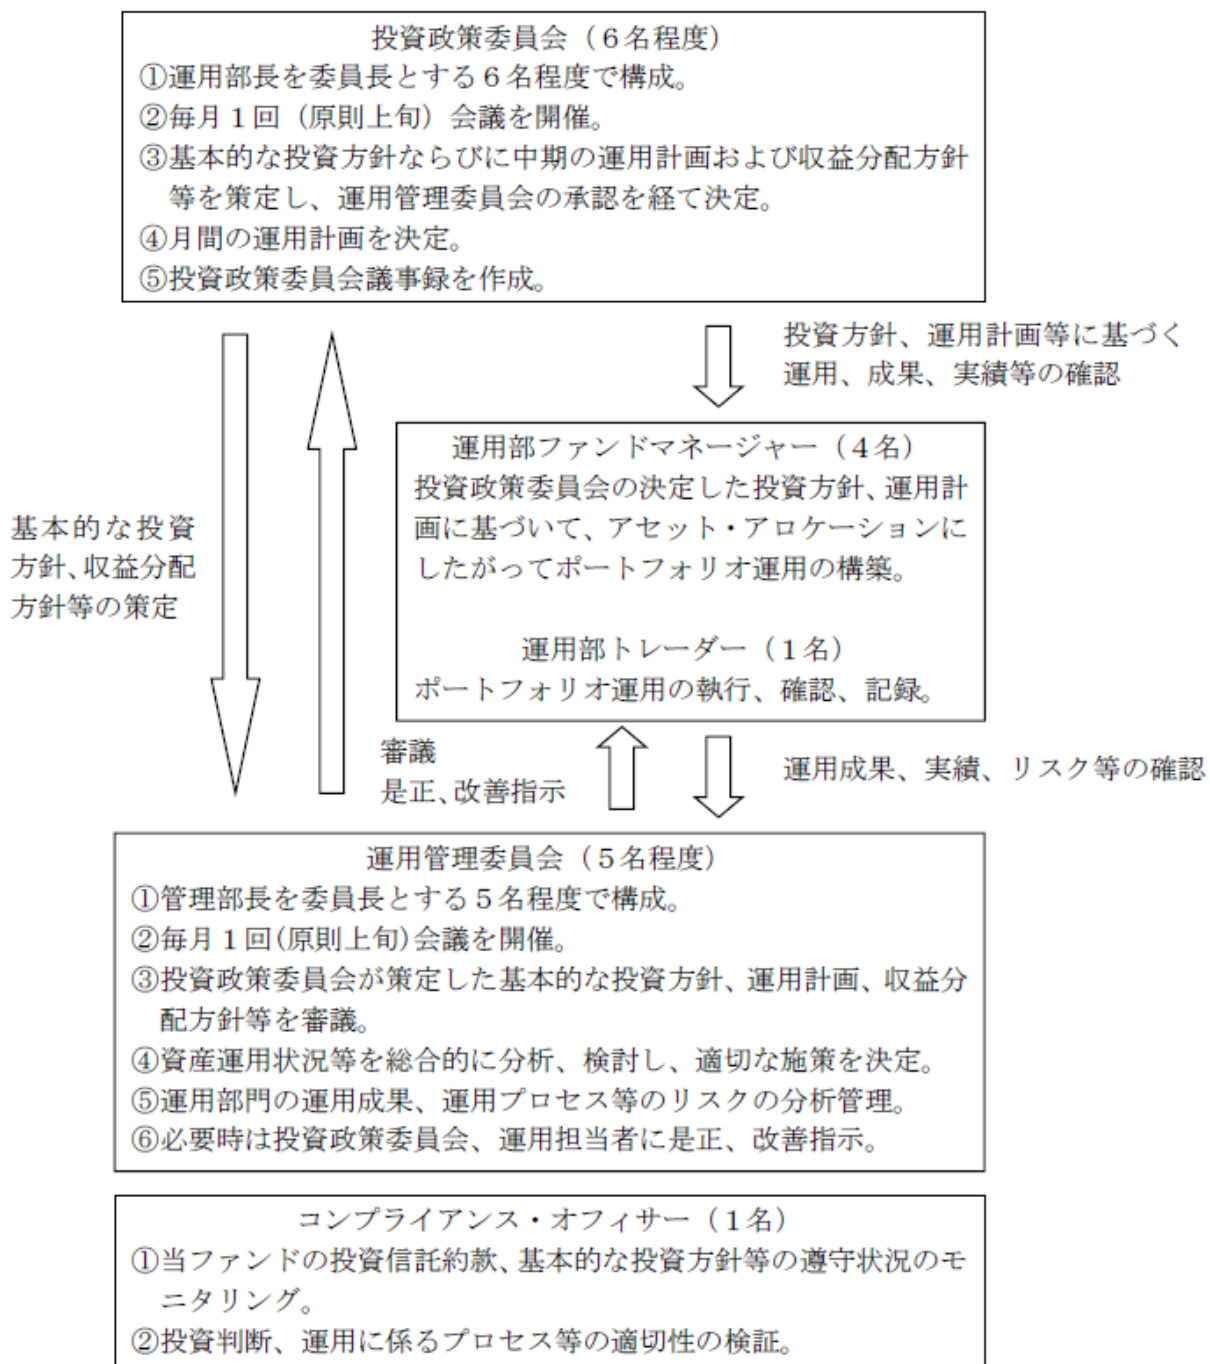 投資政策委員会（６名程度）
①運用部長を委員長とする６名程度で構成。
②毎月１回（原則上旬）会議を開催。
③基本的な投資方針ならびに中期の運用計画および収益分配方針
等を策定し、運用管理委員会の承認を経て決定。
④月間の運用計画を決定。
⑤投資政策委員会議事録を作成。
投資方針、運用計画等に基づく
運用、成果、実績等の確認
基本的な投資
方針、収益分配
方針等の策定
運用部ファンドマネージャー（４名）
投資政策委員会の決定した投資方針、運用計
画に基づいて、アセット・アロケーションに
したがってポートフォリオ運用の構築。
運用部トレーダー（１名）
ポートフォリオ運用の執行、確認、記録。
審議
是正、改善指示
運用成果、実績、リスク等の確認
運用管理委員会（５名程度）
①管理部長を委員長とする５名程度で構成。
②毎月１回(原則上旬)会議を開催。
③投資政策委員会が策定した基本的な投資方針、運用計画、収益分
配方針等を審議。
④資産運用状況等を総合的に分析、検討し、適切な施策を決定。
⑤運用部門の運用成果、運用プロセス等のリスクの分析管理。
⑥必要時は投資政策委員会、運用担当者に是正、改善指示。
コンプライアンス・オフィサー（１名）
①当ファンドの投資信託約款、基本的な投資方針等の遵守状況のモ
ニタリング。
②投資判断、運用に係るプロセス等の適切性の検証。